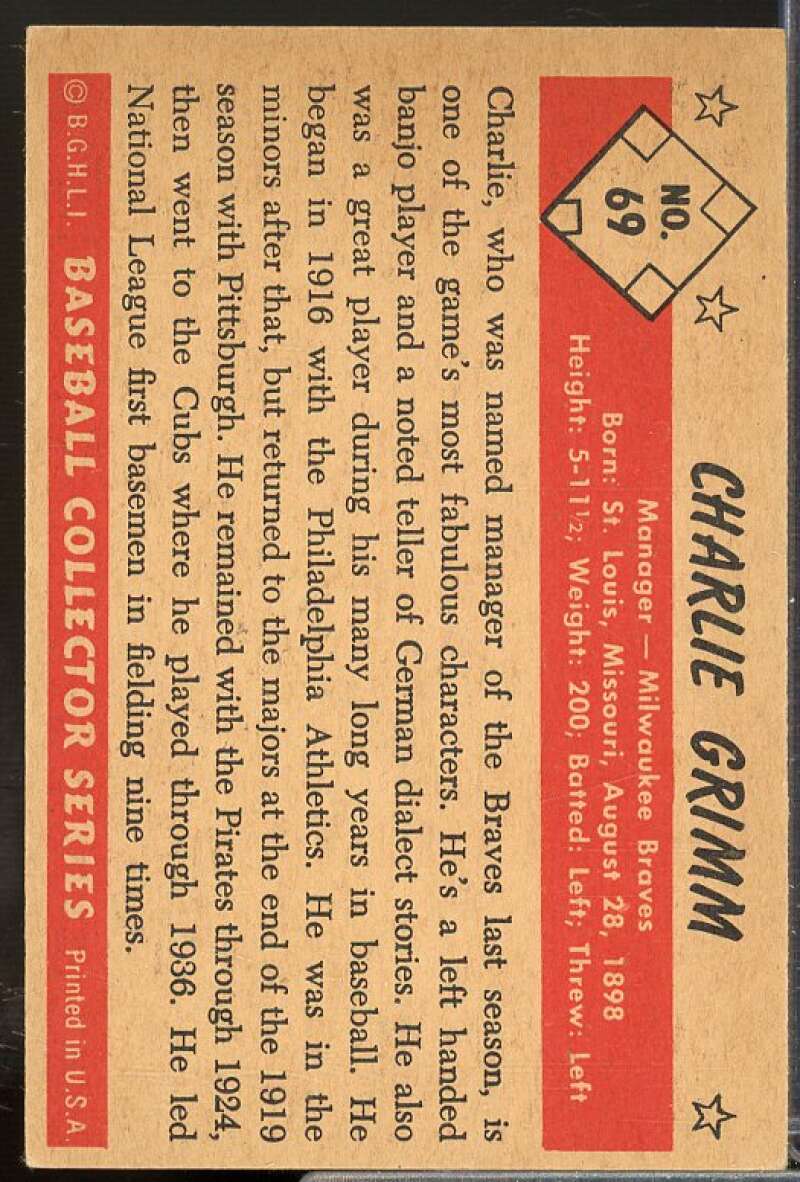 NO.
69
CHARLIE GRIMM
Manager — Milwaukee Braves
Born: St. Louis, Missouri, August 28, 1898
Height: 5-11½; Weight: 200; Batted: Left; Threw: Left
Charlie, who was named manager of the Braves last season, is
one of the game's most fabulous characters. He's a left handed
banjo player and a noted teller of German dialect stories. He also
was a great player during his many long years in baseball. He
began in 1916 with the Philadelphia Athletics. He was in the
minors after that, but returned to the majors at the end of the 1919
season with Pittsburgh. He remained with the Pirates through 1924,
then went to the Cubs where he played through 1936. He led
National League first basemen in fielding nine times.
© B.G.H.L.I. BASEBALL COLLECTOR SERIES Printed in U.S.A.